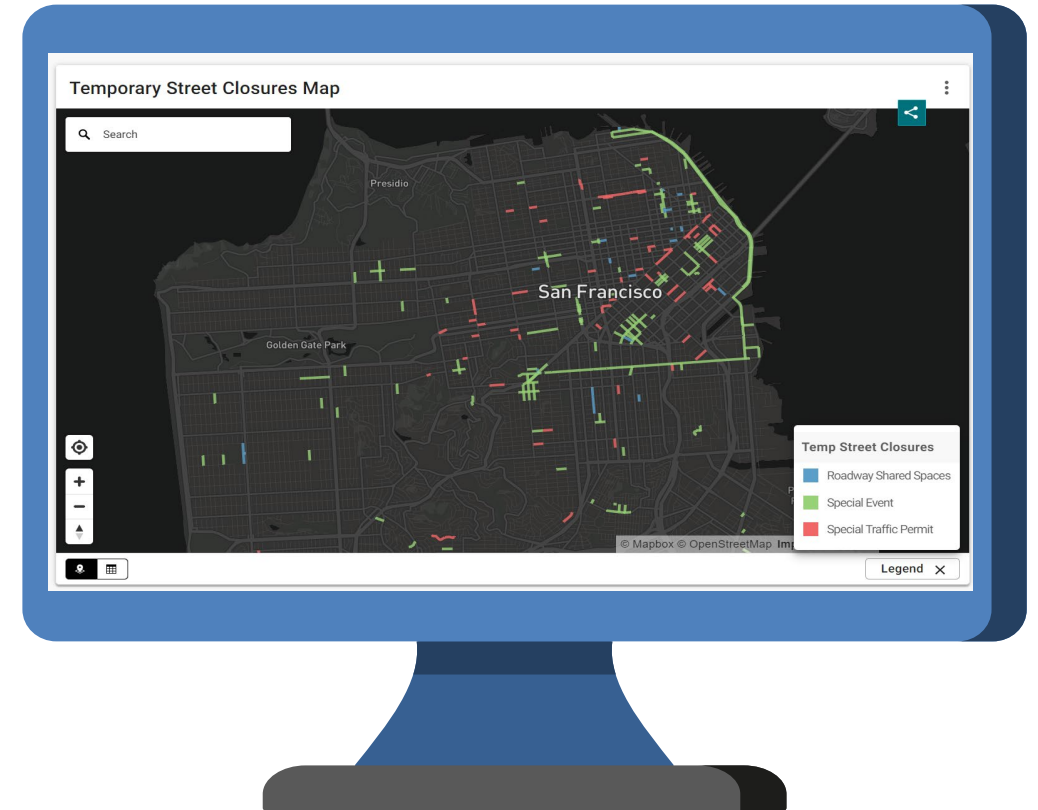 Temporary Street Closures Map
Search
Presidio
San Francisco
Golden Gate Park
Temp Street Closures
Roadway Shared Spaces
Special Event
Special Traffic Permit
© Mapbox © OpenStreetMap
Legend